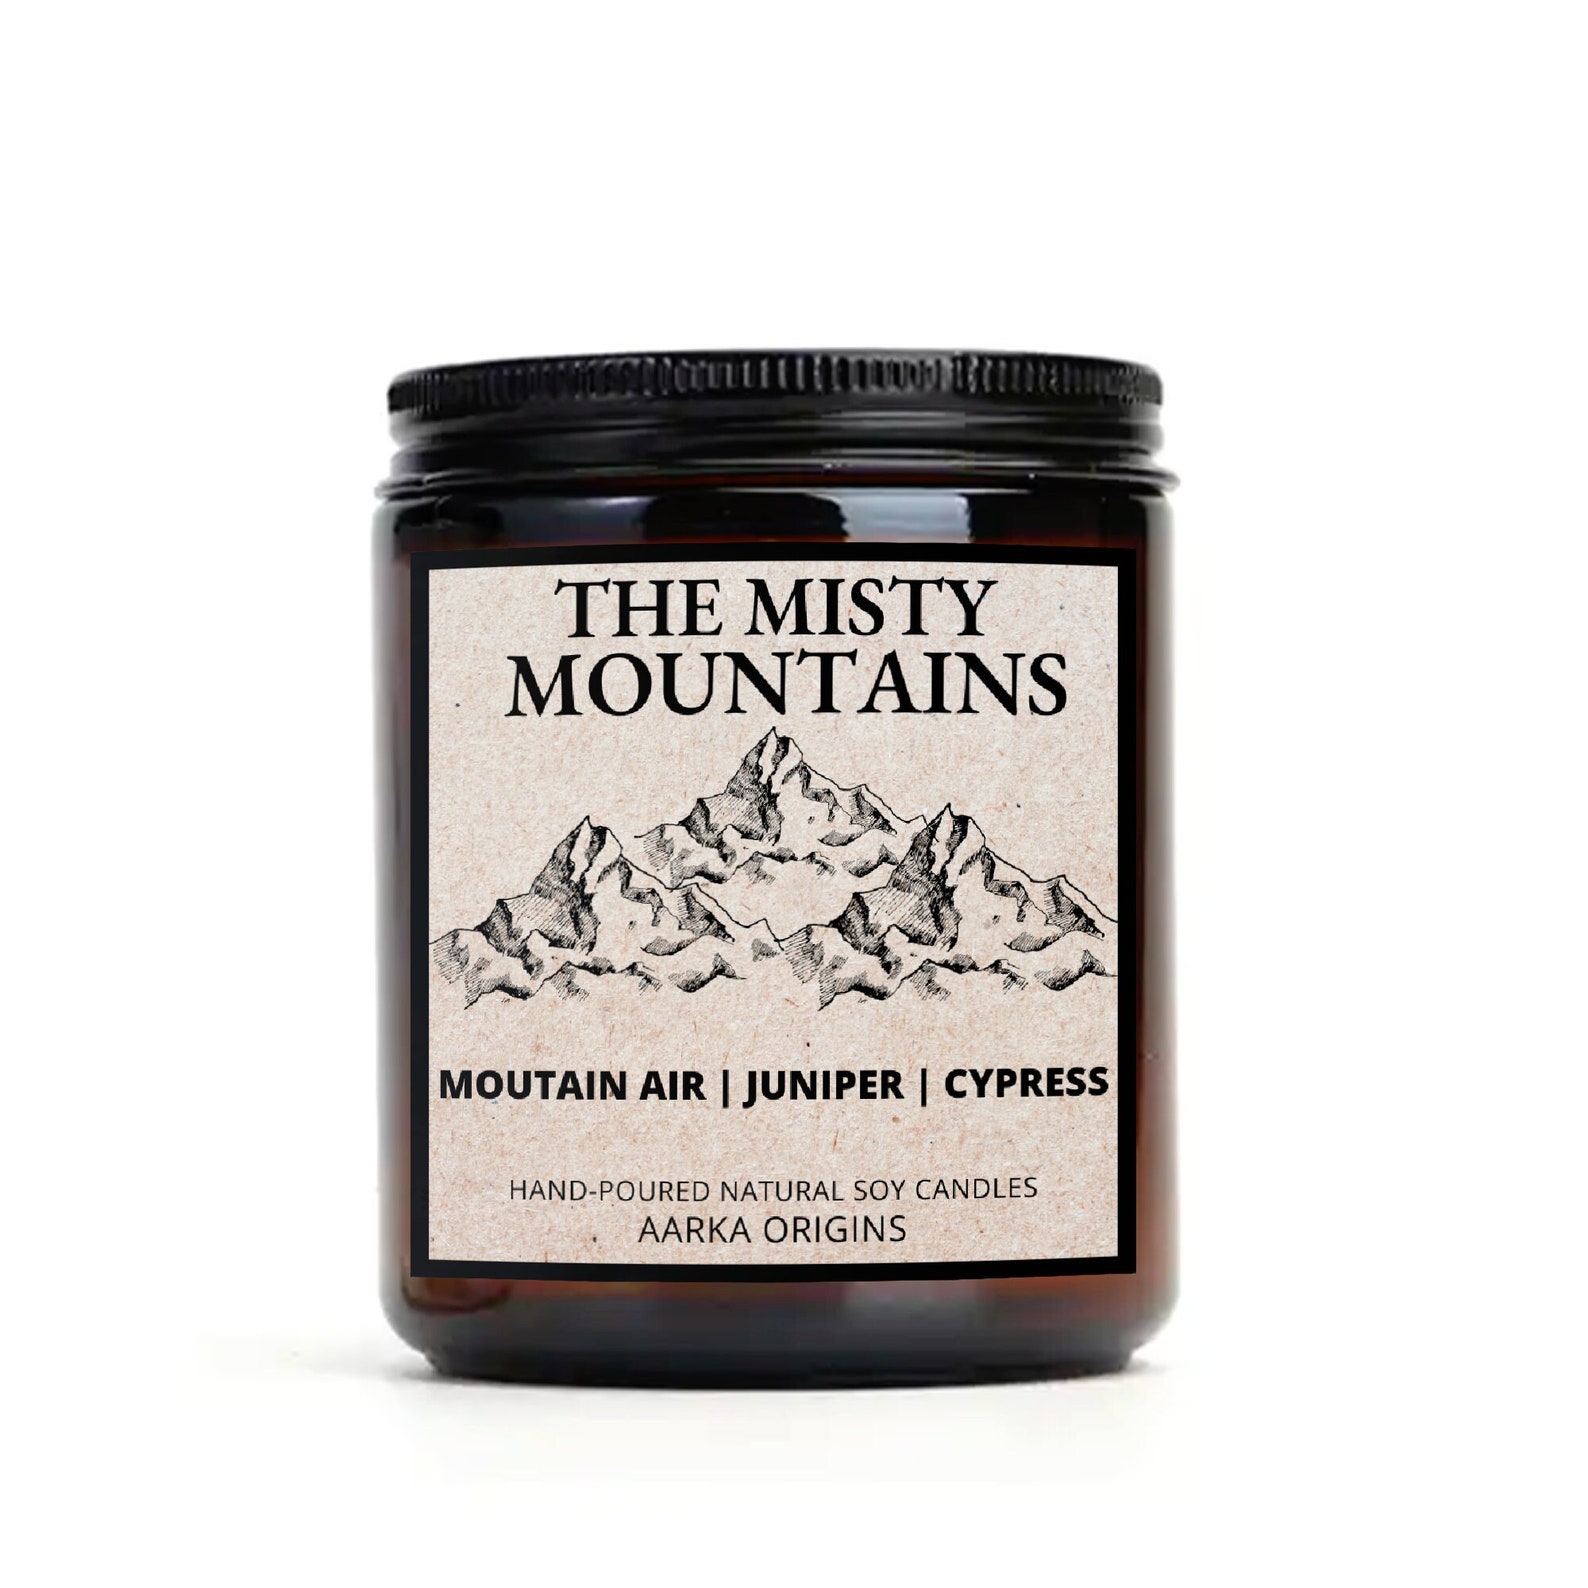 THE MISTY
MOUNTAINS
MOUTAIN AIR | JUNIPER | CYPRESS
HAND-POURED NATURAL SOY CANDLES
AARKA ORIGINS